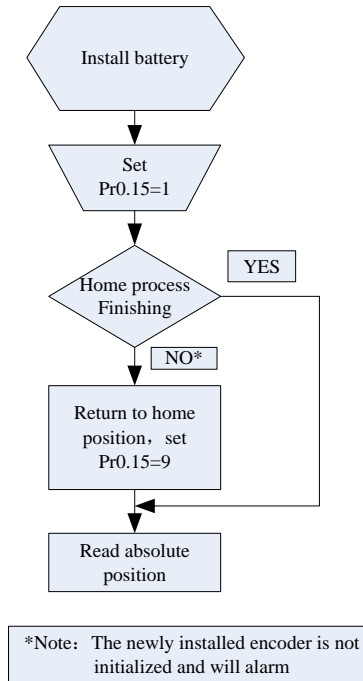 Install battery
Set
Pr0.15=1
Home process
Finishing
YES
NO*
Return to home
position，set
Pr0.15=9
Read absolute
position
*Note：The newly installed encoder is not
initialized and will alarm